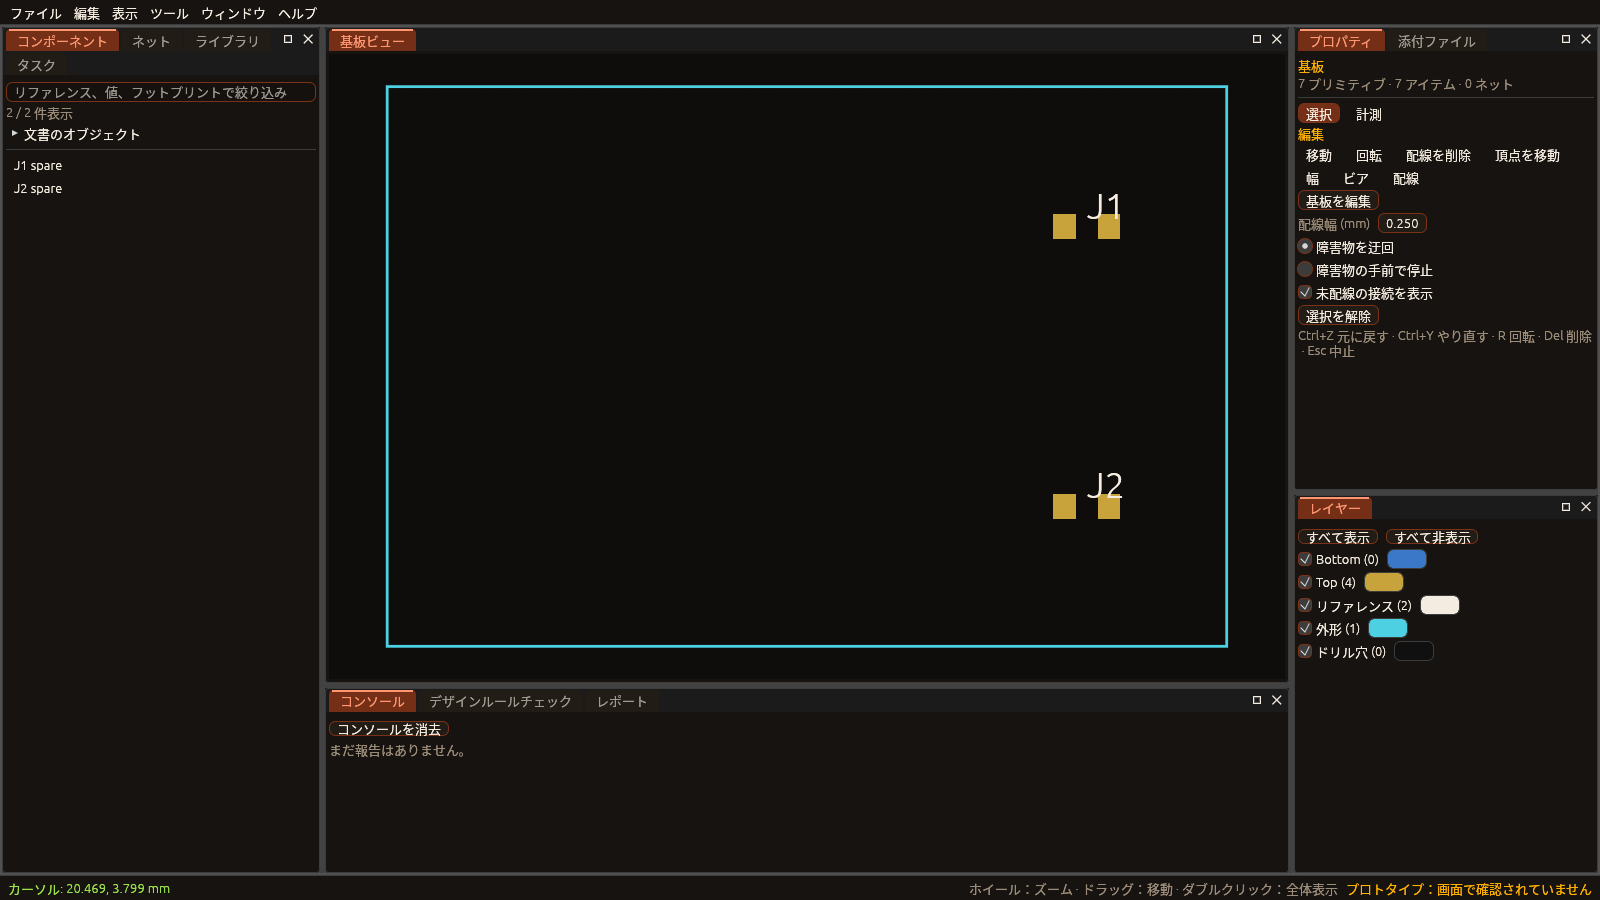 ファイル 編集 表示 ツール ウィンドウ ヘルプ
コンポーネント ネット ライブラリ
タスク
リファレンス、値、フットプリントで絞り込み
2 / 2 件表示
文書のオブジェクト
J1 spare
J2 spare
基板ビュー
J1
J2
コンソール デザインルールチェック レポート
コンソールを消去
まだ報告はありません。
プロパティ 添付ファイル
基板
7 プリミティブ · 7 アイテム · 0 ネット
選択 計測
編集
移動 回転 配線を削除 頂点を移動
幅 ビア 配線
基板を編集
配線幅 (mm) 0.250
障害物を迂回
障害物の手前で停止
未配線の接続を表示
選択を解除
Ctrl+Z 元に戻す · Ctrl+Y やり直す · R 回転 · Del 削除
· Esc 中止
レイヤー
すべて表示 すべて非表示
Bottom (0)
Top (4)
リファレンス (2)
外形 (1)
ドリル穴 (0)
カーソル: 20.469, 3.799 mm
ホイール：ズーム · ドラッグ：移動 · ダブルクリック：全体表示 プロトタイプ：画面で確認されていません